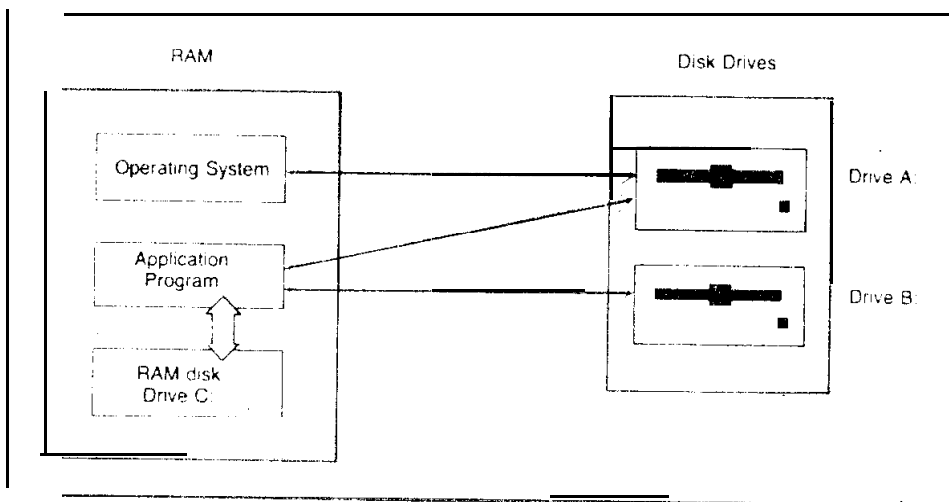 RAM
Disk Drives
Operating System
Drive A:
Application
Program
Drive B:
RAM disk
Drive C: